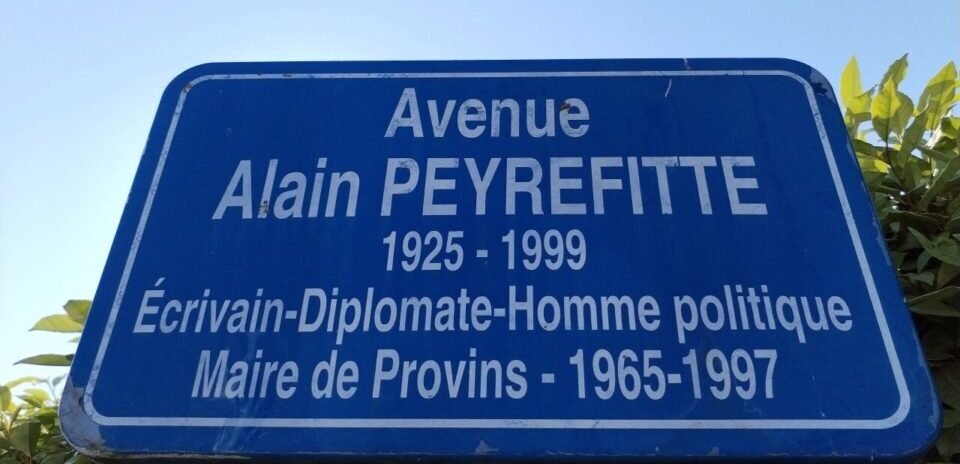 Avenue
Alain PEYREFITTE
1925 - 1999
Écrivain-Diplomate-Homme politique
Maire de Provins - 1965-1997